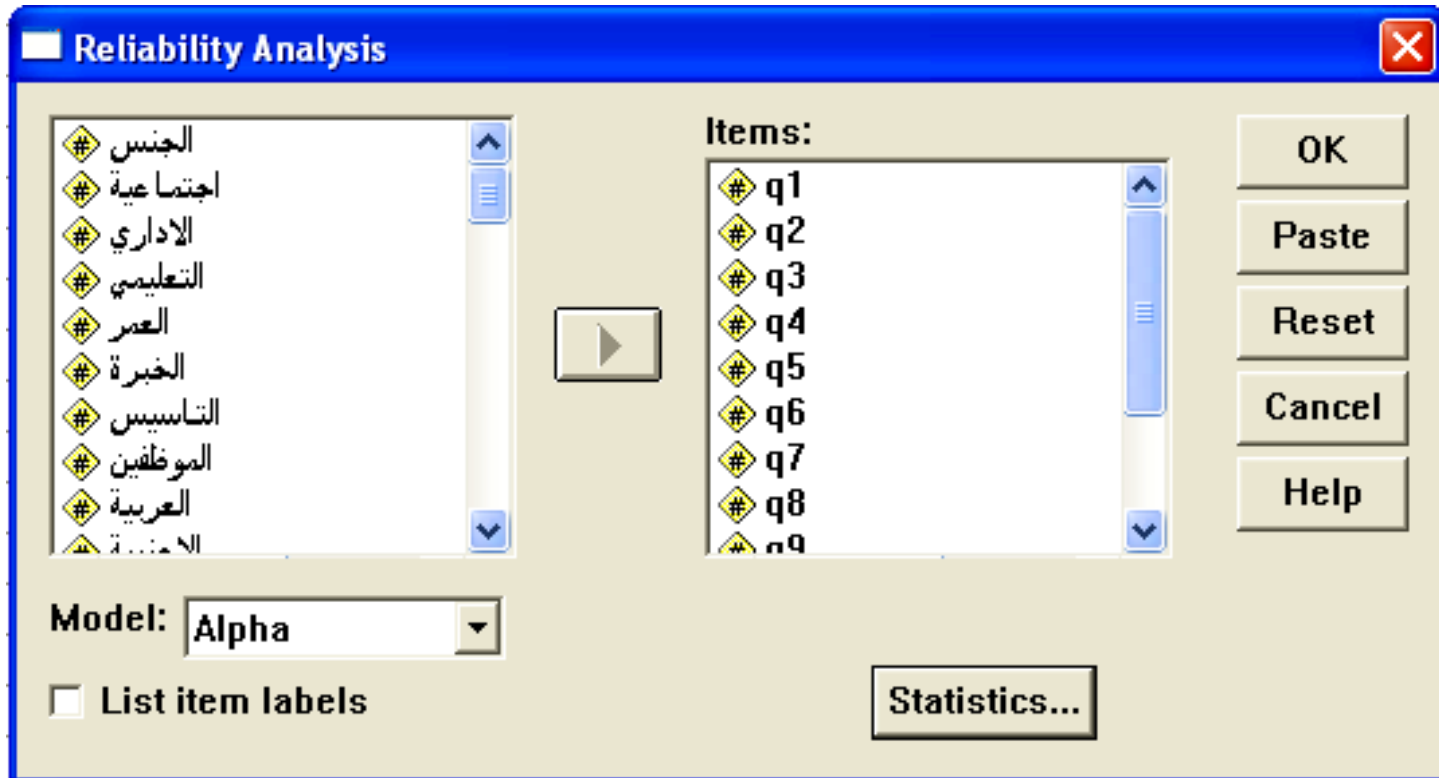 Reliability Analysis
الجنس
اجتماعية
الاداري
التعليمي
العمر
الخبرة
التاسيس
الموظفين
العربية
Items:
q1
q2
q3
q4
q5
q6
q7
q8
q9
OK
Paste
Reset
Cancel
Help
Model:
Alpha
List item labels
Statistics...